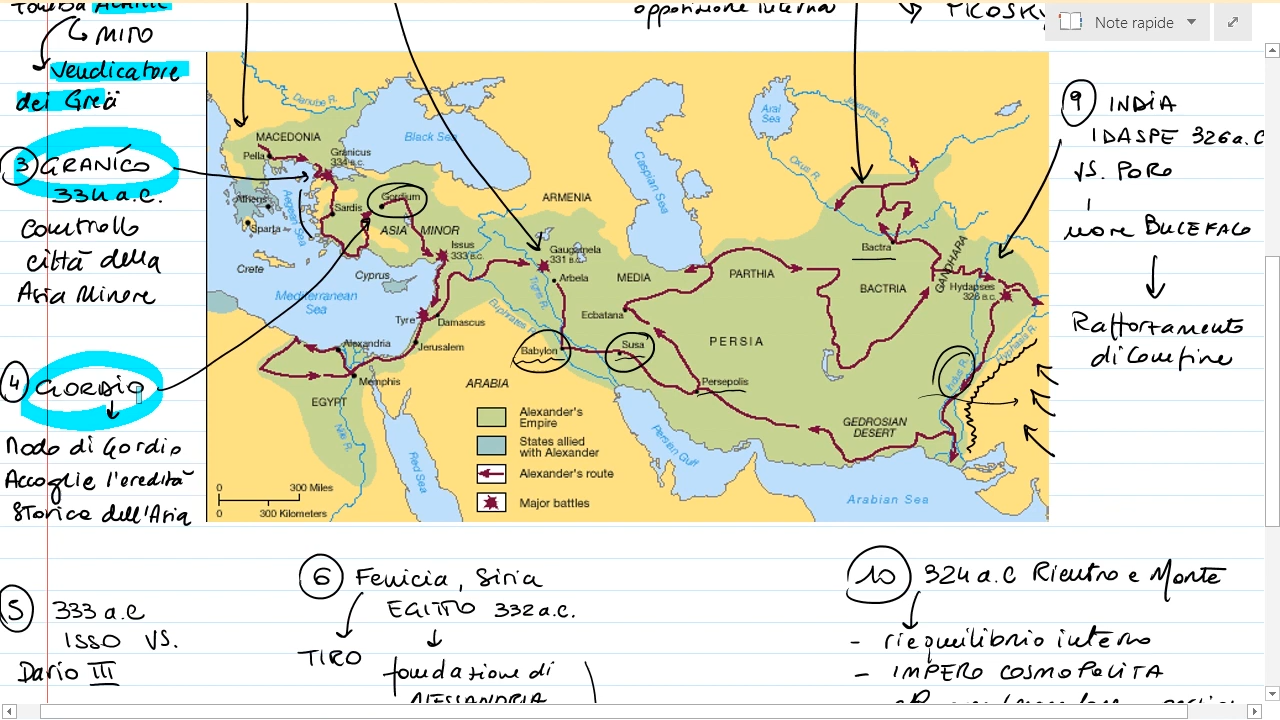 tomba
opposizione interna
→ MITO
Vendicatore
dei Greci
3 GRANÍCO
334 a.C.
controllo
città della
Asia Minore
4 GORDIO
Nodo di Gordio
Accoglie l'eredità
Storica dell'Asia
5 333 a.C
ISSO VS.
Dario III
Note rapide
Danube R.
MACEDONIA
Pella
Granicus
334 B.C.
Black Sea
Athens
Sparta
Aegean Sea
Sardis
Gordium
ASIA MINOR
Crete
Cyprus
Issus
333 B.C.
Mediterranean
Sea
Tyre
Damascus
Jerusalem
Alexandria
Memphis
EGYPT
Nile R.
Red Sea
ARMENIA
Gaugamela
331 B.C.
Arbela
Tigris R.
Euphrates R.
Babylon
Susa
ARABIA
Caspian Sea
MEDIA
Ecbatana
PERSIA
Persepolis
Persian Gulf
Aral
Sea
Jaxartes R.
Oxus R.
PARTHIA
BACTRIA
Bactra
GANDHARA
Hydapses
326 B.C.
Hyphasis R.
Indus R.
GEDROSIAN
DESERT
Arabian Sea
Alexander's
Empire
States allied
with Alexander
Alexander's route
Major battles
0 300 Miles
0 300 Kilometers
9 INDIA
IDASPE 326 a.C
VS. PORO
muore BUCEFALO
Rafforzamento
di confine
6 Fenicia, Siria
EGITTO 332 a.C.
TIRO
fondazione di
ALESSANDRIA
10 324 a.C Rientro e Morte
- riequilibrio interno
- IMPERO COSMOPOLITA